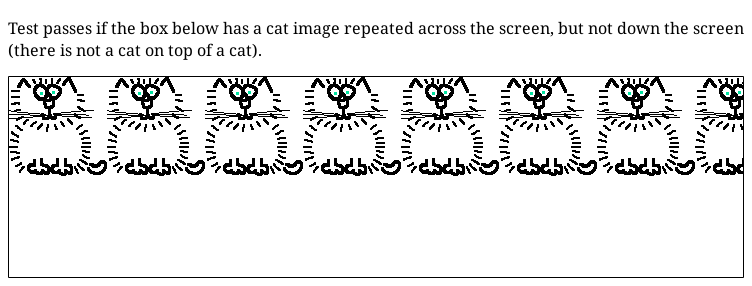 Test passes if the box below has a cat image repeated across the screen, but not down the screen
(there is not a cat on top of a cat).